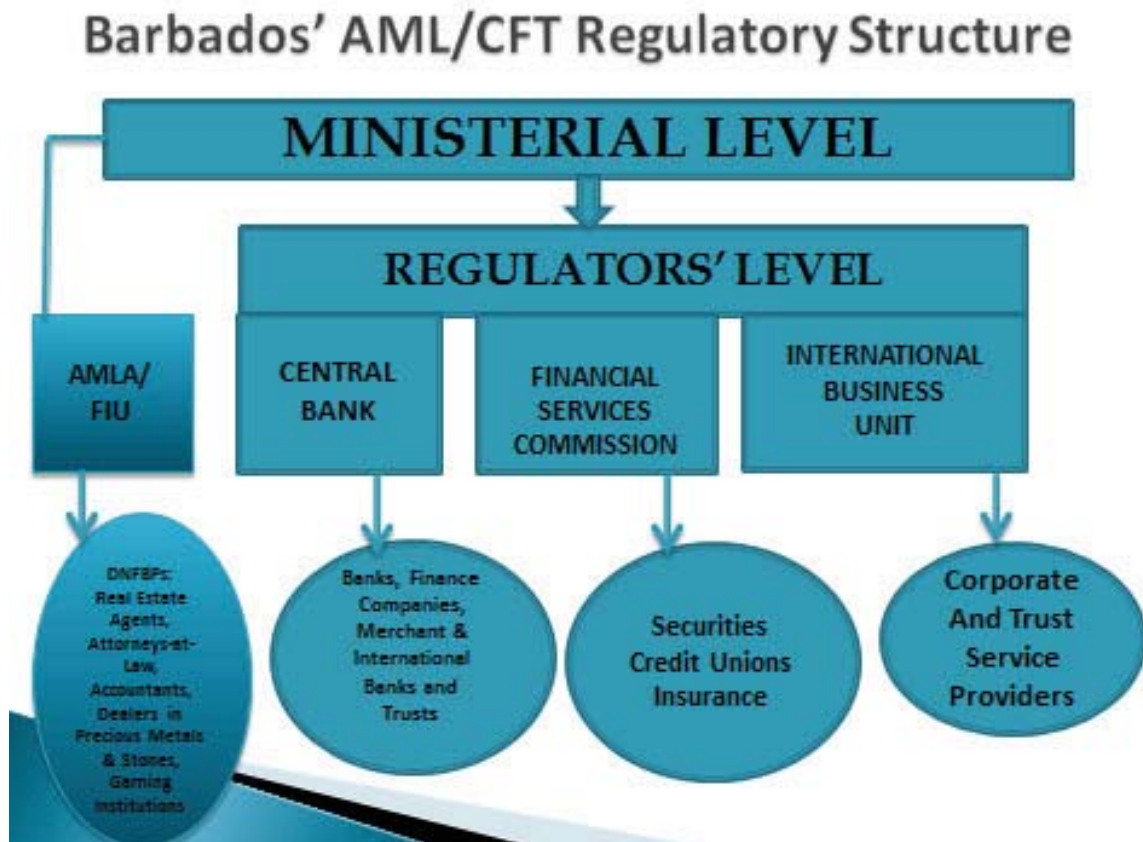 Barbados’ AML/CFT Regulatory Structure
MINISTERIAL LEVEL
REGULATORS’ LEVEL
AMLA/
FIU
CENTRAL
BANK
FINANCIAL
SERVICES
COMMISSION
INTERNATIONAL
BUSINESS
UNIT
DNFBPs:
Real Estate
Agents,
Attorneys-at-
Law,
Accountants,
Dealers in
Precious Metals
& Stones,
Gaming
Institutions
Banks, Finance
Companies,
Merchant &
International
Banks and
Trusts
Securities
Credit Unions
Insurance
Corporate
And Trust
Service
Providers